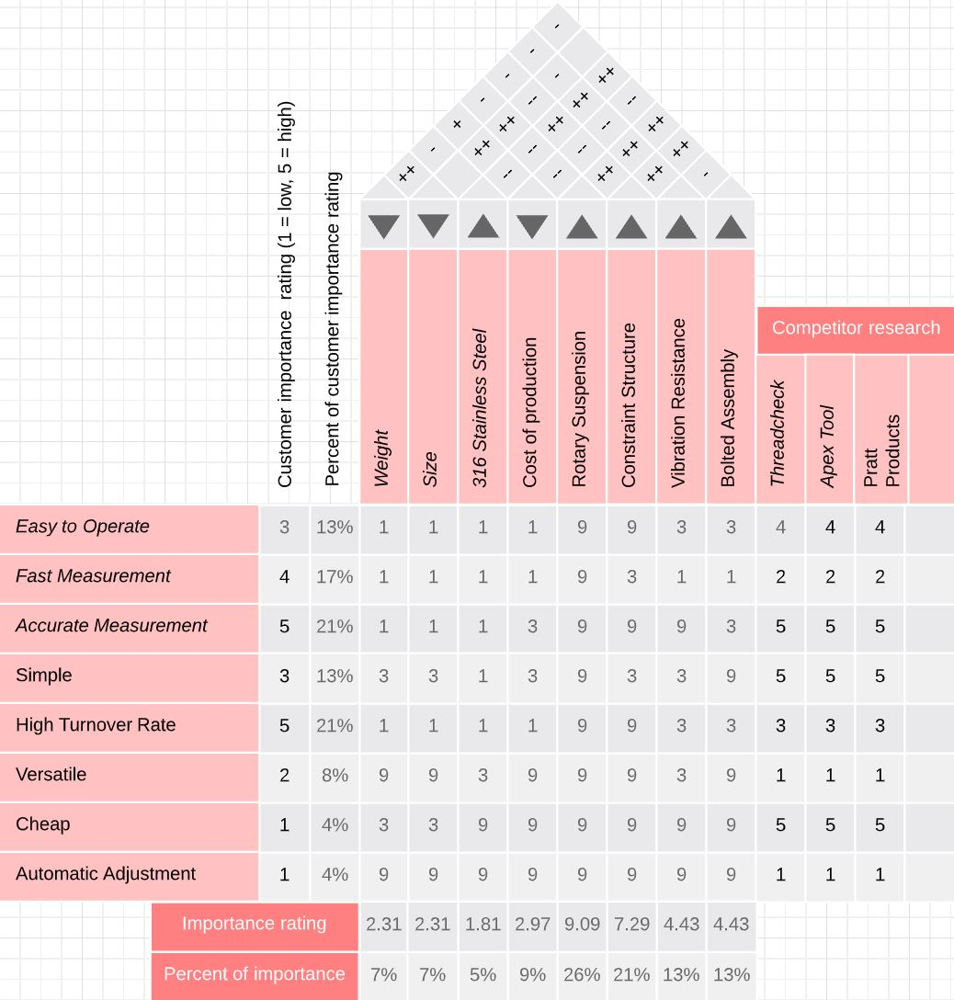 -
-
- - ++
- -- ++ --
+ ++ ++ -- ++
- ++ -- -- ++ ++
++ -- -- ++ ++ -
Customer importance rating (1 = low, 5 = high)
Percent of customer importance rating
Weight
Size
316 Stainless Steel
Cost of production
Rotary Suspension
Constraint Structure
Vibration Resistance
Bolted Assembly
Competitor research
Threadcheck
Apex Tool
Pratt
Products
Easy to Operate 3 13% 1 1 1 1 9 9 3 3 4 4 4
Fast Measurement 4 17% 1 1 1 1 9 3 1 1 2 2 2
Accurate Measurement 5 21% 1 1 1 3 9 9 9 3 5 5 5
Simple 3 13% 3 3 1 3 9 3 3 9 5 5 5
High Turnover Rate 5 21% 1 1 1 1 9 9 3 3 3 3 3
Versatile 2 8% 9 9 3 9 9 9 3 9 1 1 1
Cheap 1 4% 3 3 9 9 9 9 9 9 5 5 5
Automatic Adjustment 1 4% 9 9 9 9 9 9 9 9 1 1 1
Importance rating 2.31 2.31 1.81 2.97 9.09 7.29 4.43 4.43
Percent of importance 7% 7% 5% 9% 26% 21% 13% 13%